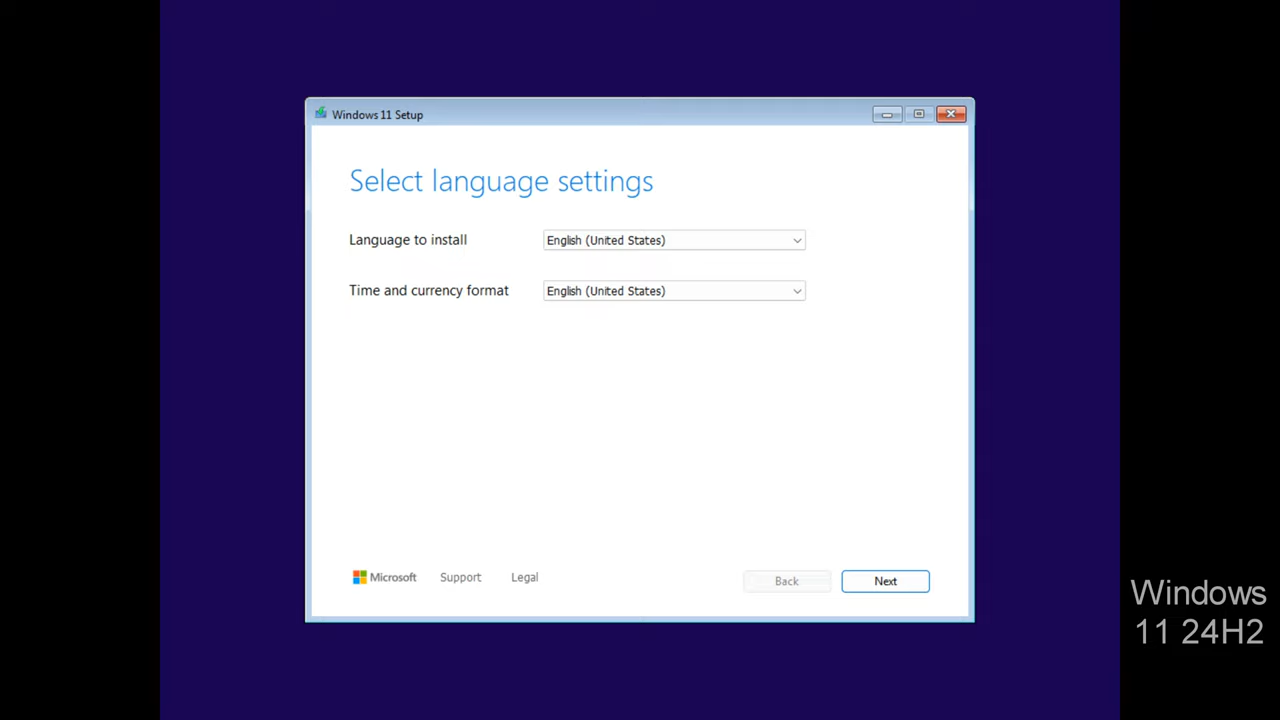 Windows 11 Setup
Select language settings
Language to install English (United States)
Time and currency format English (United States)
Microsoft Support Legal Back Next
Windows
11 24H2